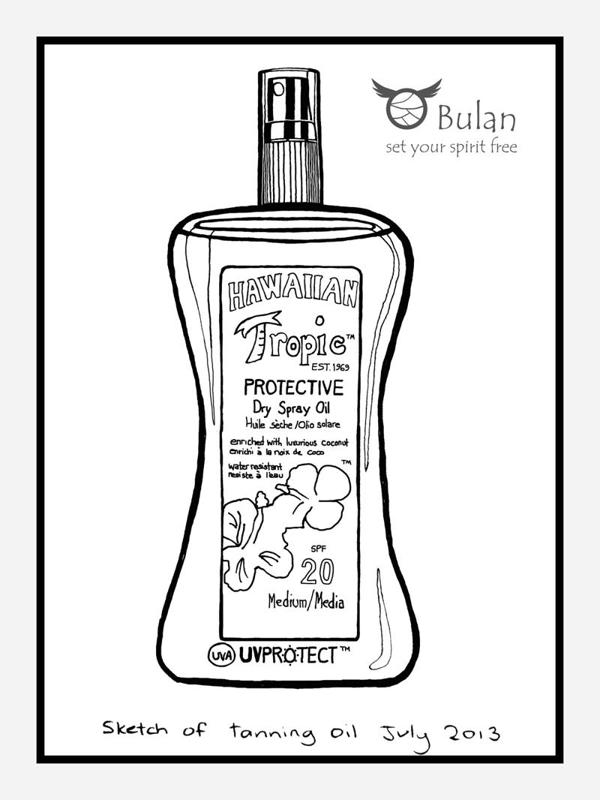 Bulan
set your spirit free
HAWAIIAN
Tropic™
EST. 1969
PROTECTIVE
Dry Spray Oil
Huile sèche /Olio solare
enriched with luxurious coconut
enrichi à la noix de coco
water resistant
resiste à l'eau
™
SPF
20
Medium/Media
UVA UVPROTECT™
Sketch of tanning oil July 2013